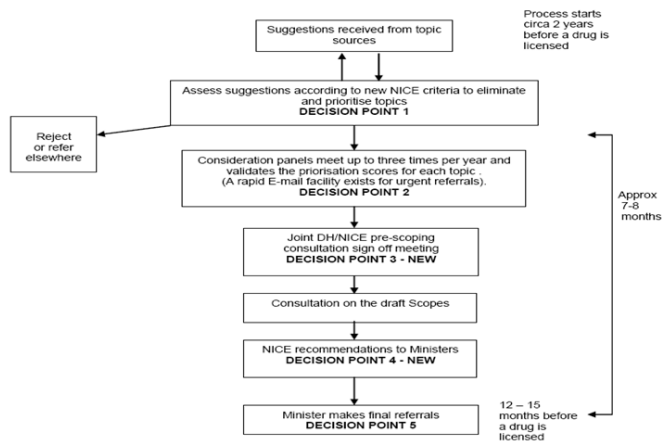 Suggestions received from topic
sources
Process starts
circa 2 years
before a drug is
licensed
Assess suggestions according to new NICE criteria to eliminate
and prioritise topics
DECISION POINT 1
Reject
or refer
elsewhere
Consideration panels meet up to three times per year and
validates the priorisation scores for each topic .
(A rapid E-mail facility exists for urgent referrals).
DECISION POINT 2
Approx
7-8
months
Joint DH/NICE pre-scoping
consultation sign off meeting
DECISION POINT 3 - NEW
Consultation on the draft Scopes
NICE recommendations to Ministers
DECISION POINT 4 - NEW
Minister makes final referrals
DECISION POINT 5
12 – 15
months before
a drug is
licensed